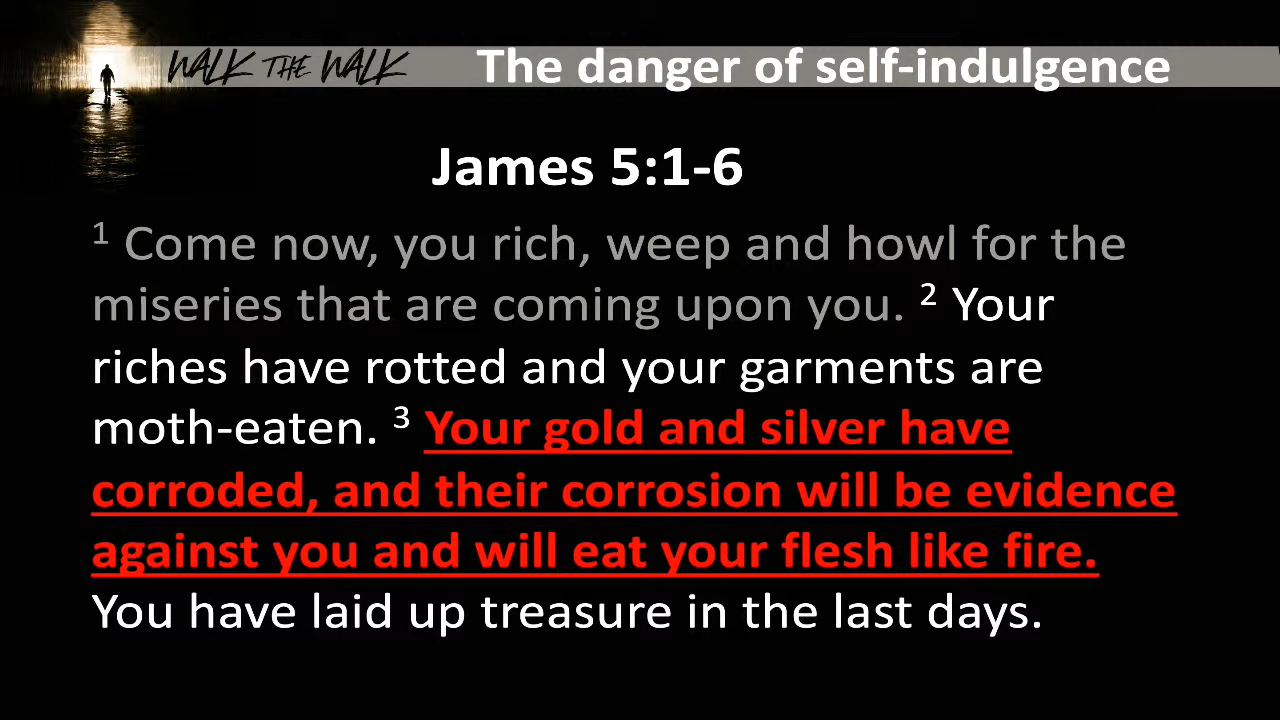 WALK THE WALK The danger of self-indulgence
James 5:1-6
1 Come now, you rich, weep and howl for the
miseries that are coming upon you. 2 Your
riches have rotted and your garments are
moth-eaten. 3 Your gold and silver have
corroded, and their corrosion will be evidence
against you and will eat your flesh like fire.
You have laid up treasure in the last days.